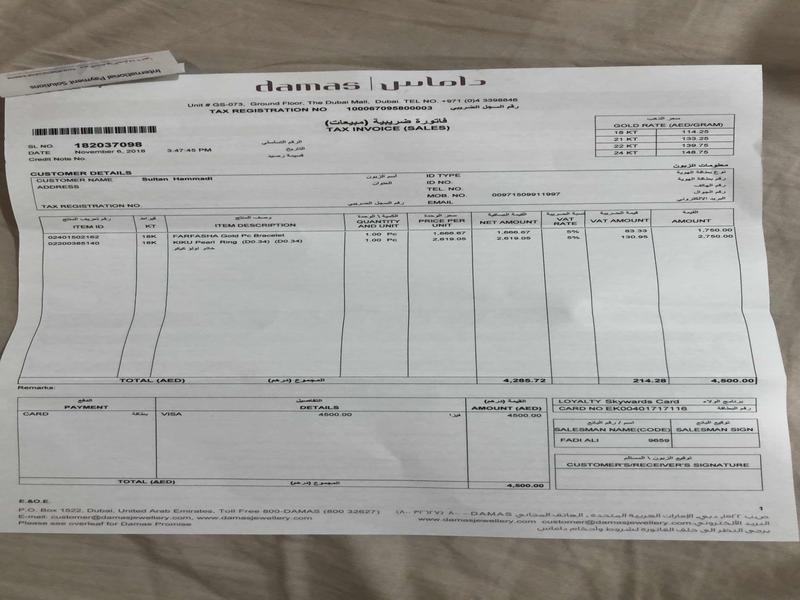 International Payment Solutions
damas | داماس
Unit # GS-073, Ground Floor, The Dubai Mall, Dubai. TEL NO. +971 (0)4 3398846
TAX REGISTRATION NO 100067095800003 رقم السجل الضريبي
فاتورة ضريبية (مبيعات)
TAX INVOICE (SALES)
سعر الذهب
GOLD RATE (AED/GRAM)
18 KT 114.25
21 KT 133.25
22 KT 139.75
24 KT 148.75
SL NO 182037098 الرقم التسلسلي
DATE November 6, 2018 3:47:45 PM التاريخ
Credit Note No قسيمة رصيد
CUSTOMER DETAILS معلومات الزبون
CUSTOMER NAME Sultan Hammadi اسم الزبون ID TYPE نوع بطاقة الهوية
ADDRESS العنوان ID NO. رقم بطاقة الهوية
TEL NO. رقم الهاتف
MOB. NO. 00971509911997 رقم الجوال
TAX REGISTRATION NO. رقم السجل الضريبي EMAIL البريد الالكتروني
رقم تعريف المنتج قيراط وصف المنتج الكمية \ الوحدة سعر الوحدة القيمة الصافية نسبة الضريبة قيمة الضريبة القيمة
ITEM ID KT ITEM DESCRIPTION QUANTITY AND UNIT PRICE PER UNIT NET AMOUNT VAT RATE VAT AMOUNT AMOUNT
02401502162 18K FARFASHA Gold Pc Bracelet 1.00 Pc 1,666.67 1,666.67 5% 83.33 1,750.00
02200365140 18K KIKU Pearl Ring (D0.34) (D0.34) 1.00 Pc 2,619.05 2,619.05 5% 130.95 2,750.00
خاتم لولو كيكو
TOTAL (AED) المجموع (درهم) 4,285.72 214.28 4,500.00
Remarks:
الدفع التفاصيل القيمة (درهم)
PAYMENT DETAILS AMOUNT (AED)
CARD بطاقة VISA 4500.00 فيزا 4500.00
TOTAL (AED) المجموع (درهم) 4,500.00
LOYALTY Skywards Card برنامج الولاء
CARD NO EK00401717116 رقم البطاقة
اسم / رقم البائع توقيع البائع
SALESMAN NAME(CODE) SALESMAN SIGN
FADI ALI 9659
توقيع الزبون \ المستلم
CUSTOMER'S/RECEIVER'S SIGNATURE
1
E.&O.E.
P.O. Box 1522, Dubai, United Arab Emirates, Toll Free 800-DAMAS (800 32627)
E-mail: customer@damasjewellery.com, www.damasjewellery.com
Please see overleaf for Damas Promise
ص.ب ١٥٢٢، دبي، الإمارات العربية المتحدة، الهاتف المجاني DAMAS - ٨٠٠ (٣٢٦٢٧ ٨٠٠)
البريد الألكتروني: customer@damasjewellery.com, www.damasjewellery.com
يرجى النظر إلى خلف الفاتورة لشروط وأحكام داماس